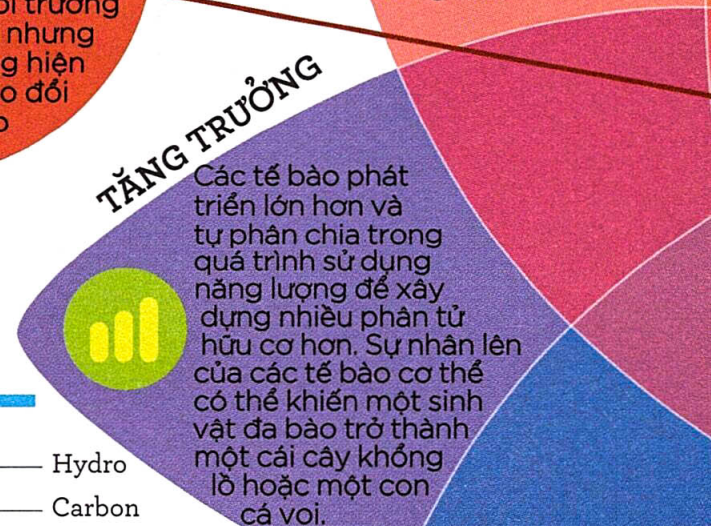 trường
nhưng
g hiện
o đổi
TĂNG TRƯỞNG
Các tế bào phát
triển lớn hơn và
tự phân chia trong
quá trình sử dụng
năng lượng để xây
dựng nhiều phân tử
hữu cơ hơn. Sự nhân lên
của các tế bào cơ thể
có thể khiến một sinh
vật đa bào trở thành
một cái cây khổng
lồ hoặc một con
cá voi.
Hydro
Carbon